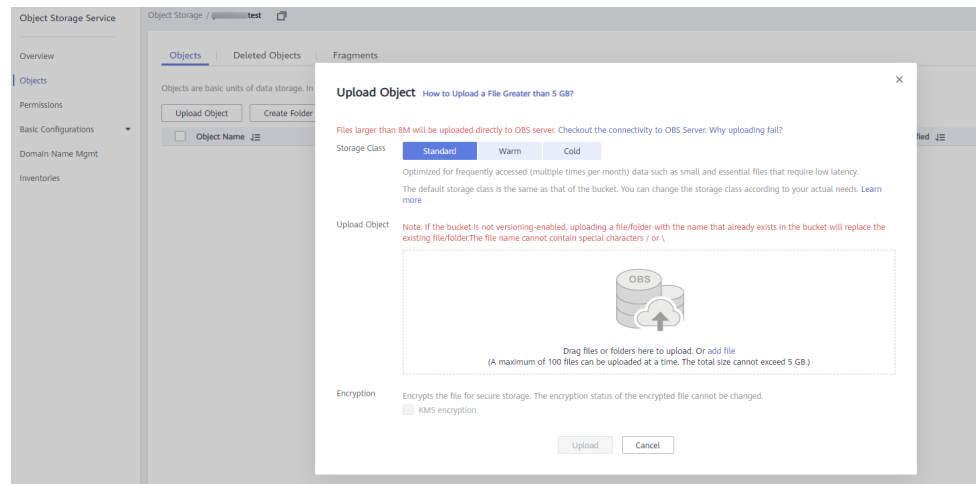 Object Storage Service
Object Storage / test
Overview
Objects
Permissions
Basic Configurations
Domain Name Mgmt
Inventories
Objects
Deleted Objects
Fragments
Objects are basic units of data storage. In
Upload Object
Create Folder
Object Name
Upload Object How to Upload a File Greater than 5 GB?
Files larger than 8M will be uploaded directly to OBS server. Checkout the connectivity to OBS Server. Why uploading fail?
Storage Class
Standard
Warm
Cold
Optimized for frequently accessed (multiple times per month) data such as small and essential files that require low latency.
The default storage class is the same as that of the bucket. You can change the storage class according to your actual needs. Learn
more
Upload Object
Note: If the bucket is not versioning-enabled, uploading a file/folder with the name that already exists in the bucket will replace the
existing file/folder.The file name cannot contain special characters / or \
OBS
Drag files or folders here to upload. Or add file
(A maximum of 100 files can be uploaded at a time. The total size cannot exceed 5 GB.)
Encryption
Encrypts the file for secure storage. The encryption status of the encrypted file cannot be changed.
KMS encryption
Upload
Cancel